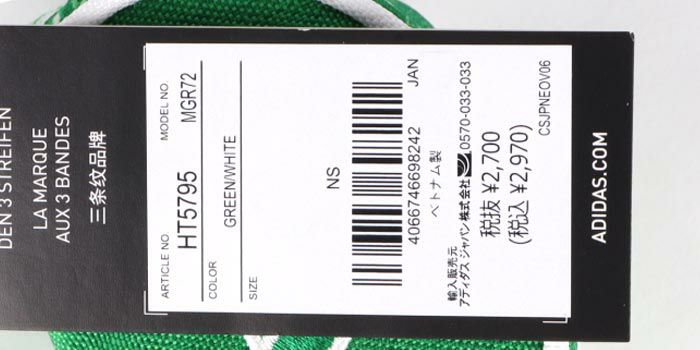 DEN 3 STREIFEN
LA MARQUE
AUX 3 BANDES
三条纹品牌
ARTICLE NO. MODEL NO.
HT5795 MGR72
COLOR
GREEN/WHITE
SIZE
NS
4066746698242 JAN
ベトナム製
輸入販売元
アディダス ジャパン株式会社 0570-033-033
税抜 ¥2,700
(税込 ¥2,970)
CSJPNEOV06
ADIDAS.COM